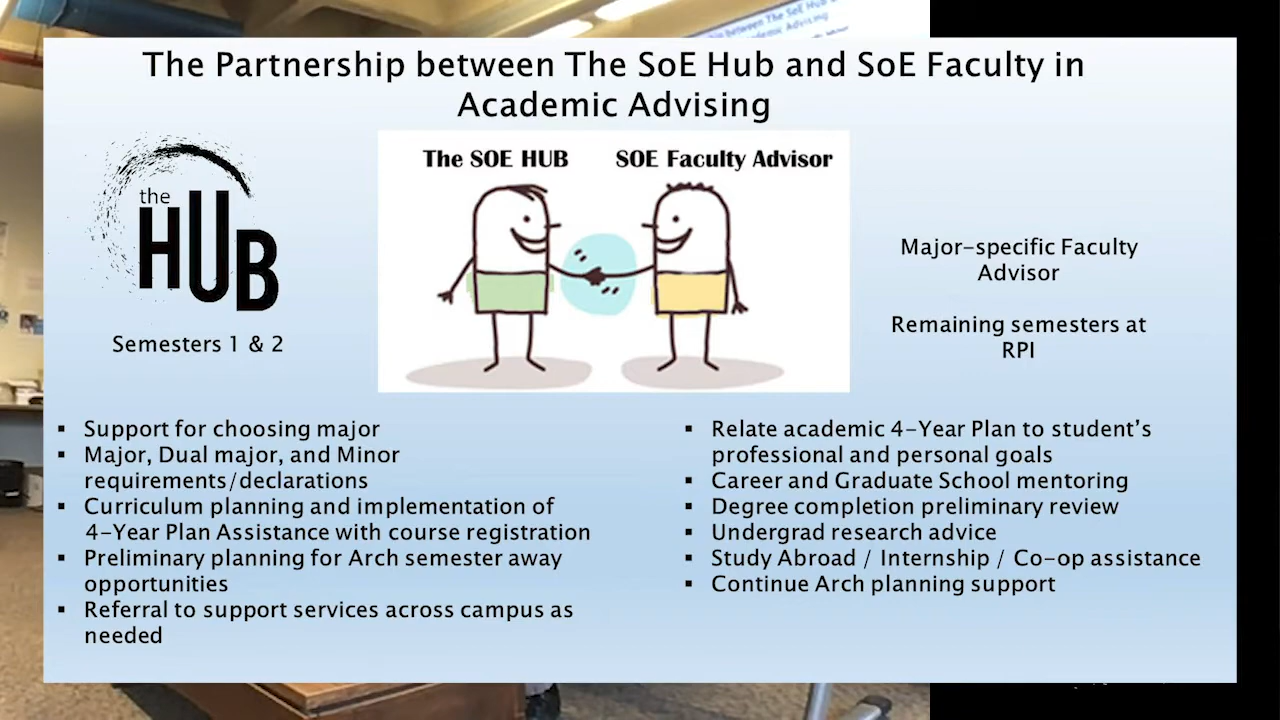 The Partnership between The SoE Hub and SoE Faculty in
Academic Advising
the
HUB
Semesters 1 & 2
The SOE HUB
SOE Faculty Advisor
Major-specific Faculty
Advisor
Remaining semesters at
RPI
▪ Support for choosing major
▪ Major, Dual major, and Minor
requirements/declarations
▪ Curriculum planning and implementation of
4-Year Plan Assistance with course registration
▪ Preliminary planning for Arch semester away
opportunities
▪ Referral to support services across campus as
needed
▪ Relate academic 4-Year Plan to student's
professional and personal goals
▪ Career and Graduate School mentoring
▪ Degree completion preliminary review
▪ Undergrad research advice
▪ Study Abroad / Internship / Co-op assistance
▪ Continue Arch planning support